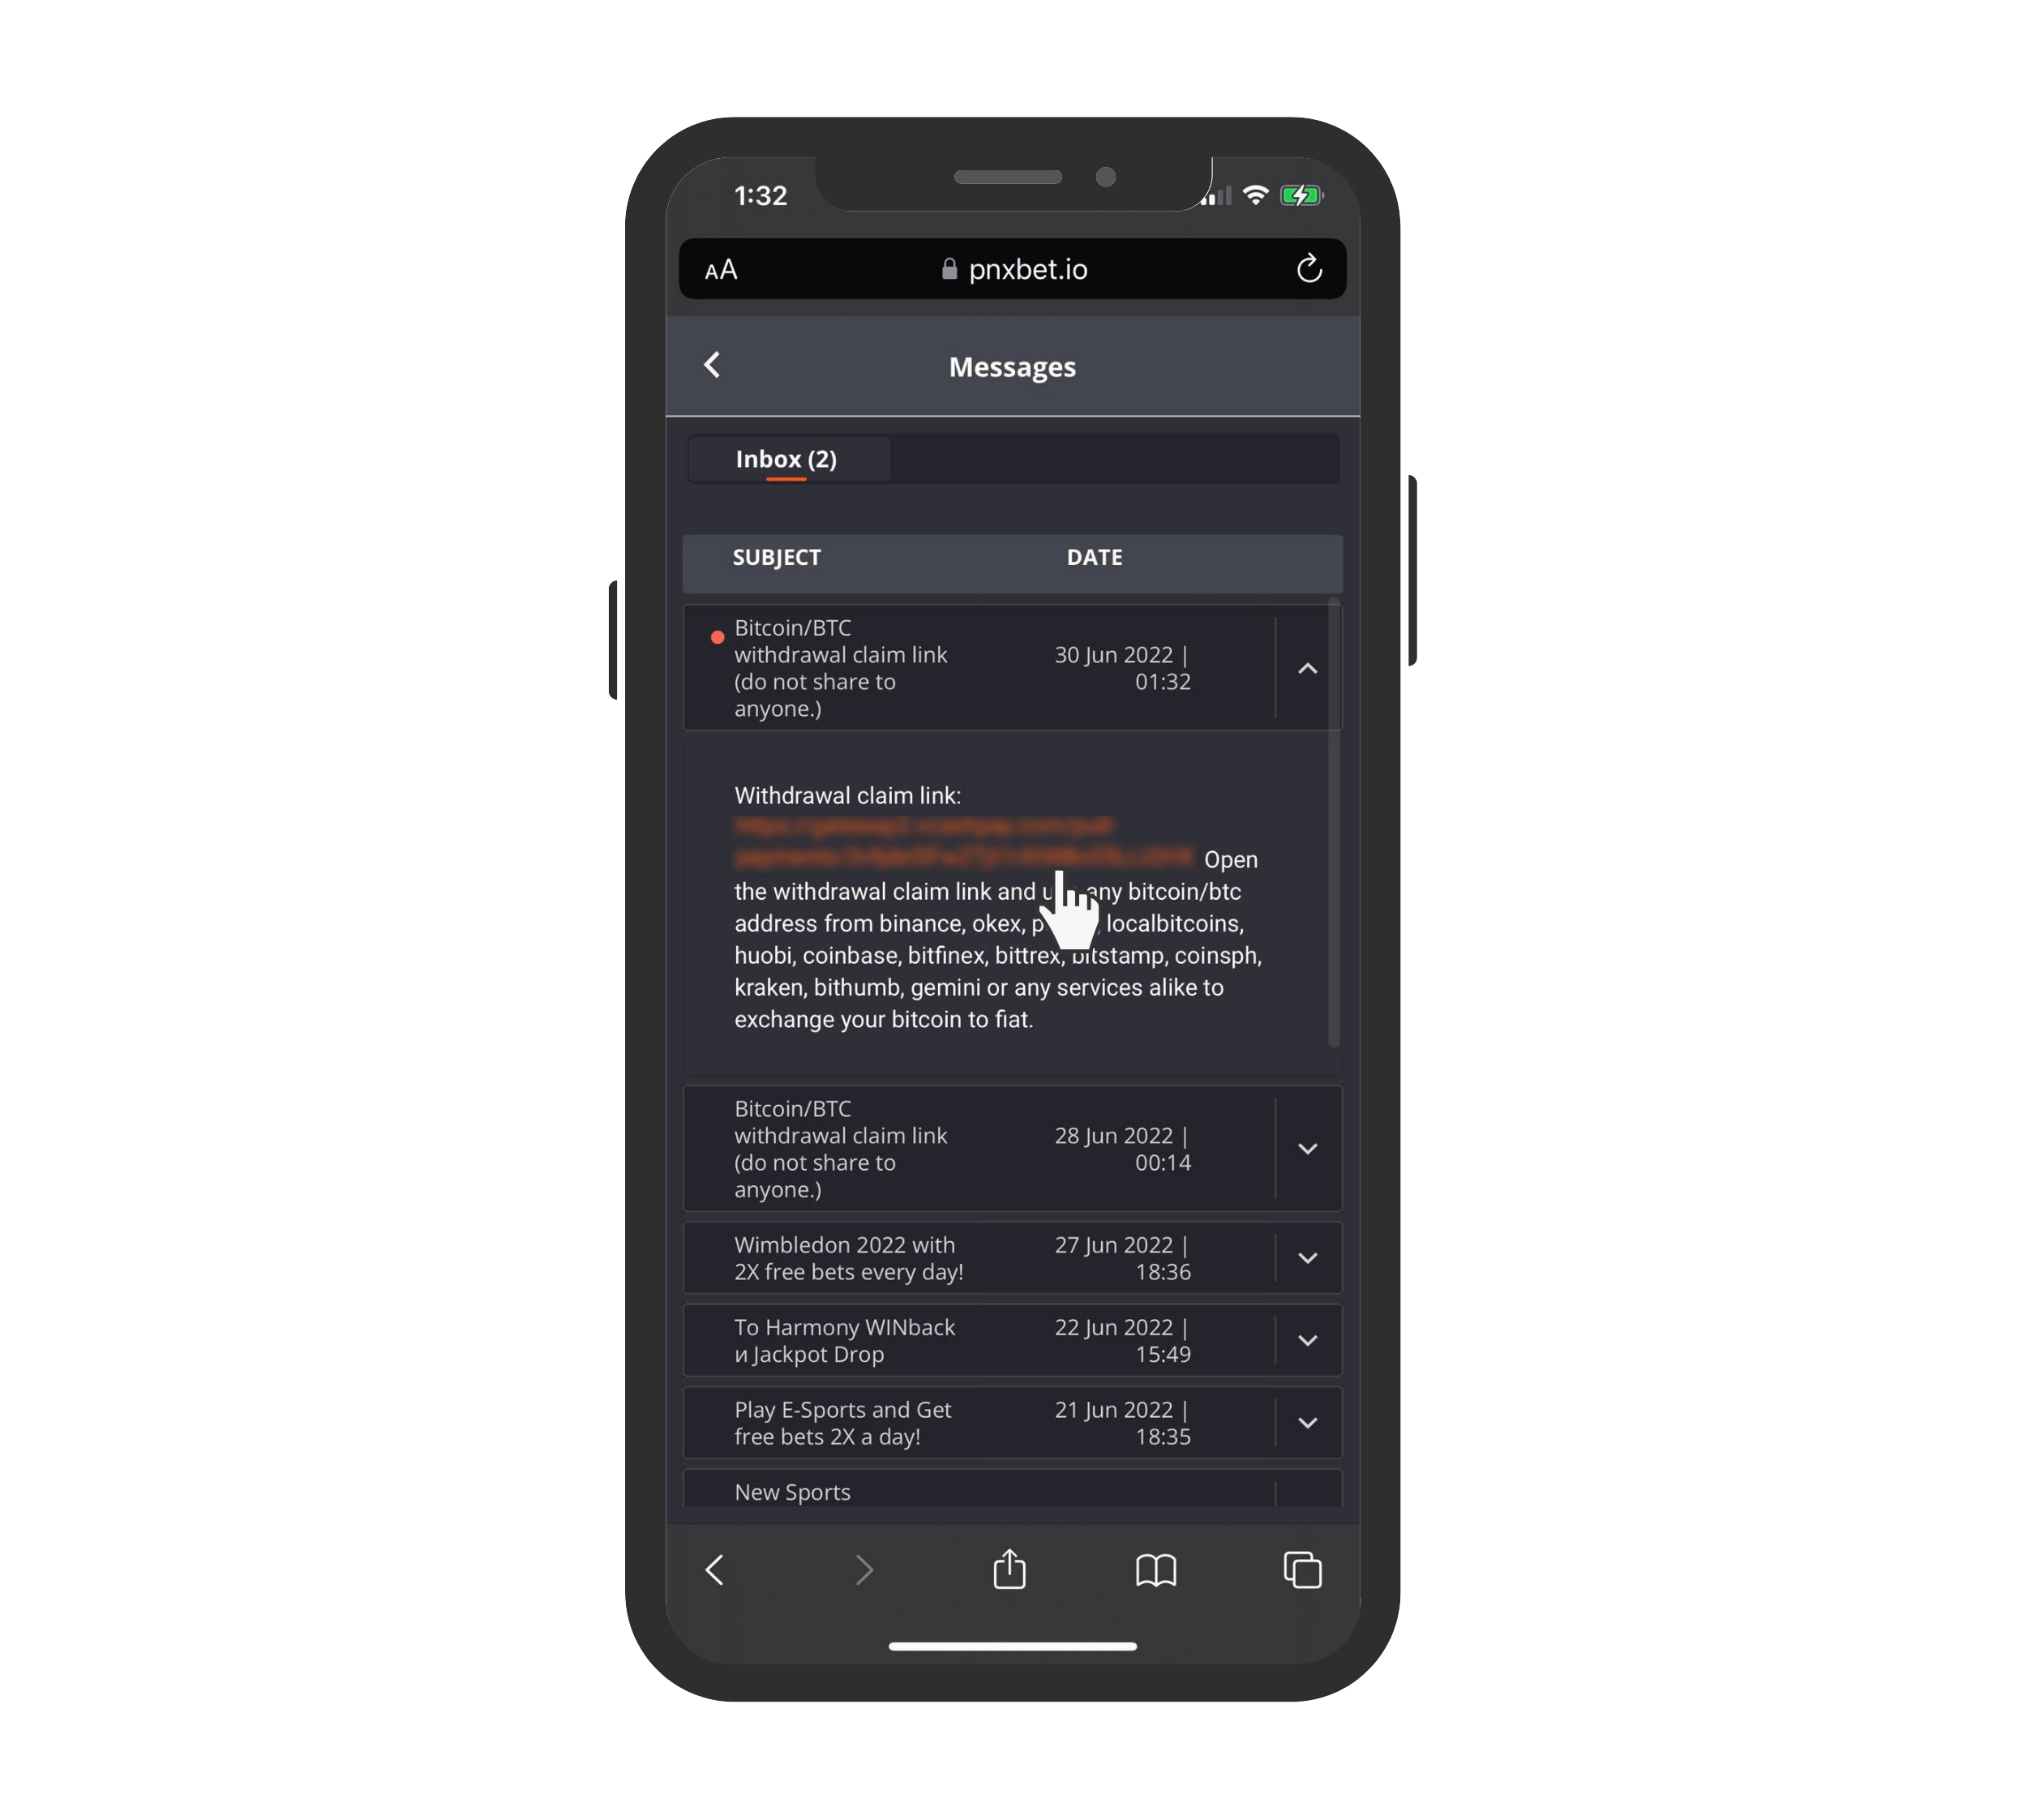 1:32
AA pnxbet.io
Messages
Inbox (2)
SUBJECT DATE
Bitcoin/BTC
withdrawal claim link
(do not share to
anyone.)
30 Jun 2022 |
01:32
Withdrawal claim link:
Open
the withdrawal claim link and any bitcoin/btc
address from binance, okex, localbitcoins,
huobi, coinbase, bitfinex, bittrex, bitstamp, coinsph,
kraken, bithumb, gemini or any services alike to
exchange your bitcoin to fiat.
Bitcoin/BTC
withdrawal claim link
(do not share to
anyone.)
28 Jun 2022 |
00:14
Wimbledon 2022 with
2X free bets every day!
27 Jun 2022 |
18:36
To Harmony WINback
и Jackpot Drop
22 Jun 2022 |
15:49
Play E-Sports and Get
free bets 2X a day!
21 Jun 2022 |
18:35
New Sports